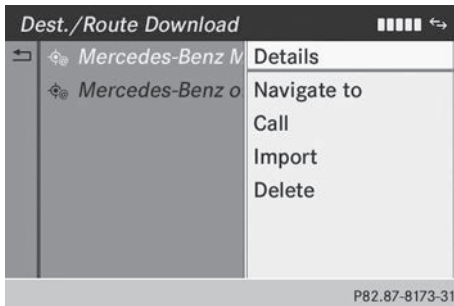 Dest./Route Download
Mercedes-Benz M
Mercedes-Benz o
Details
Navigate to
Call
Import
Delete
P82.87-8173-31